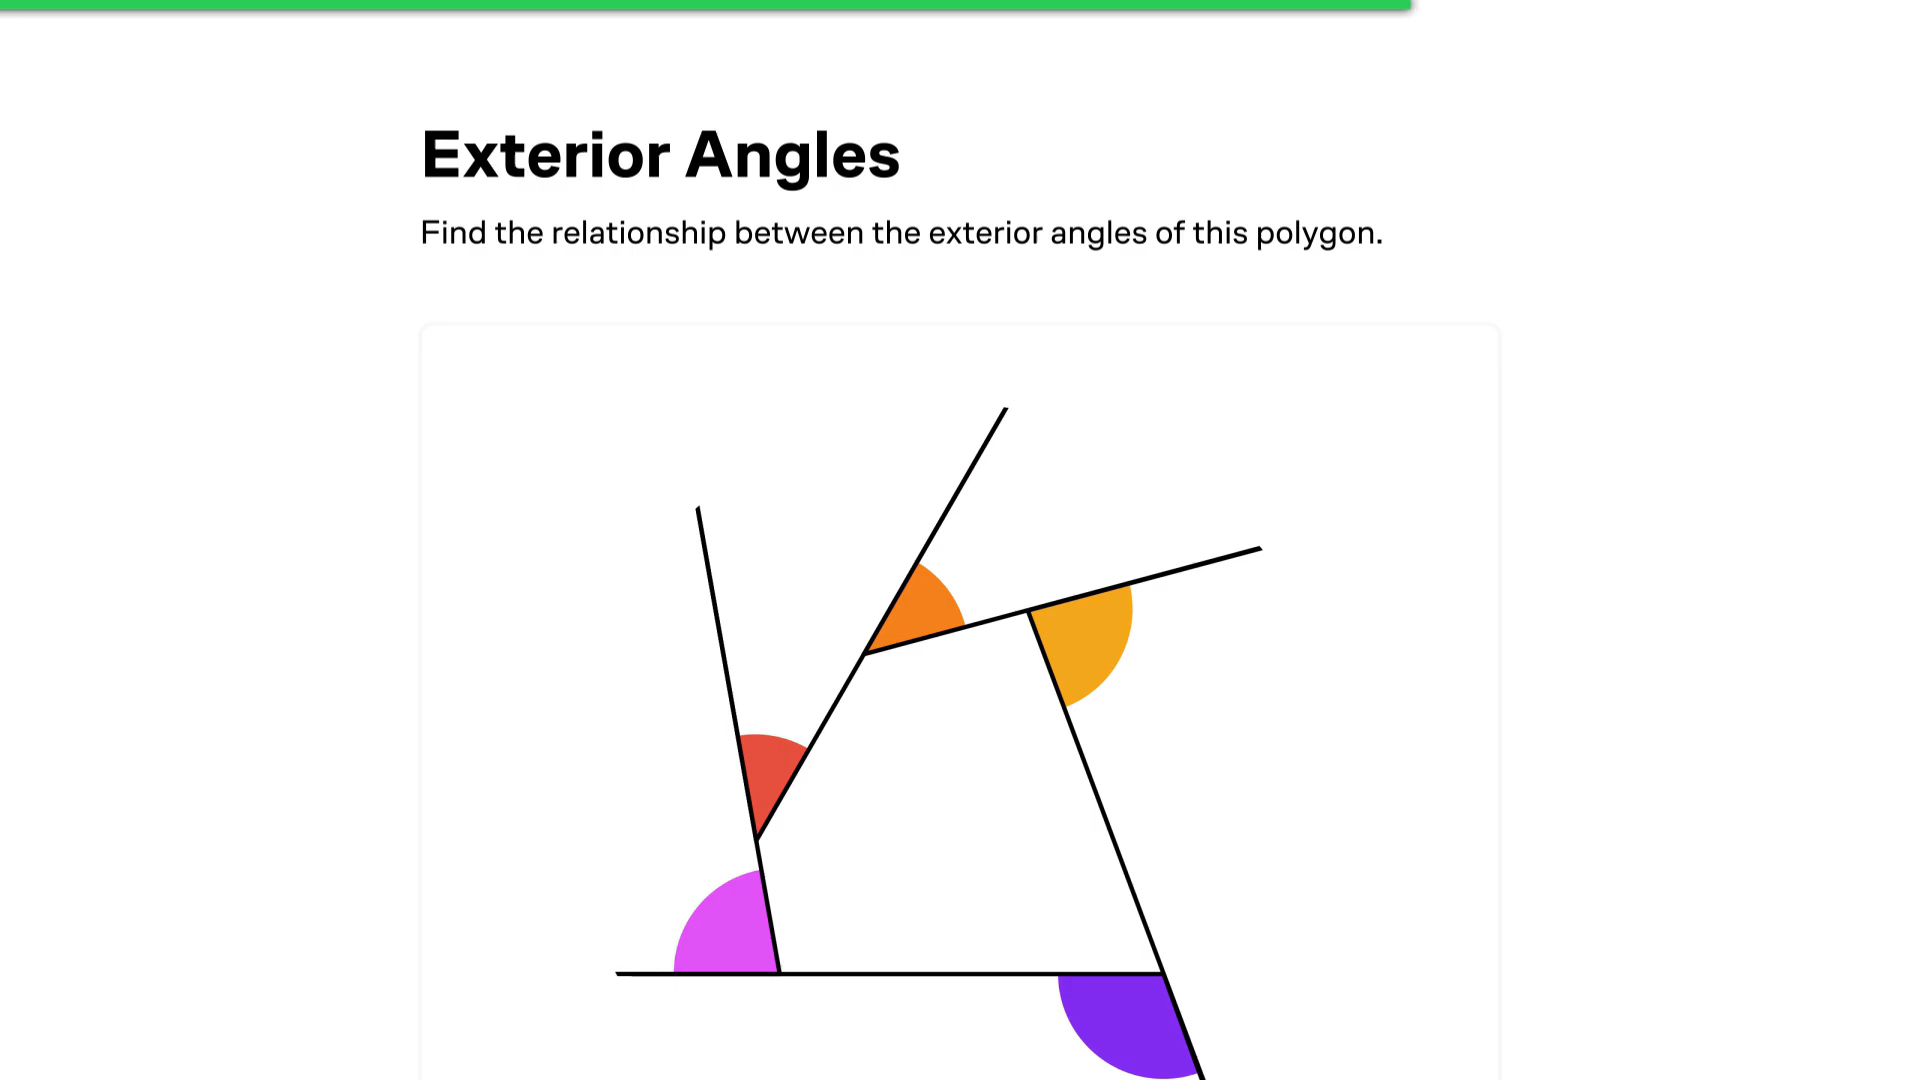 Exterior Angles
Find the relationship between the exterior angles of this polygon.